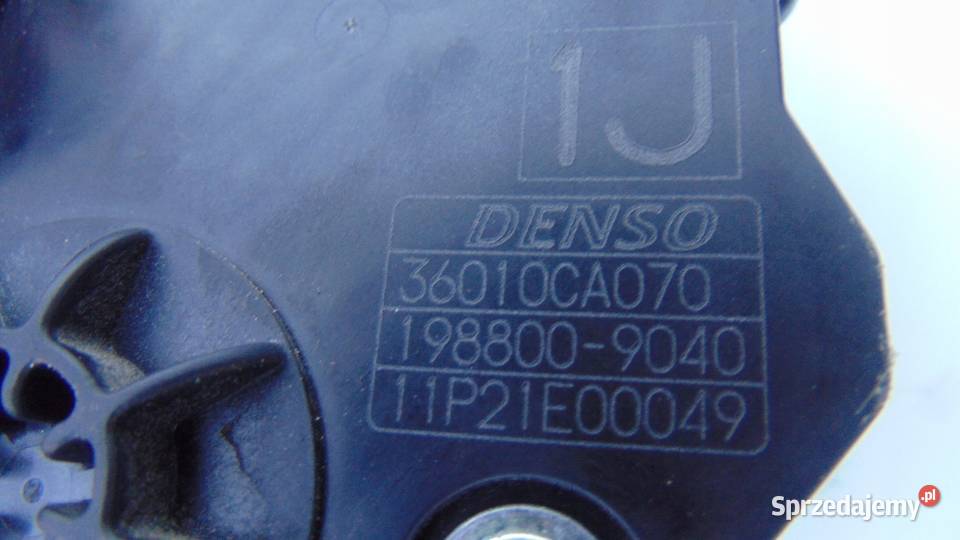 1J
DENSO
36010CA070
198800-9040
11P21E00049
Sprzedajemy.pl